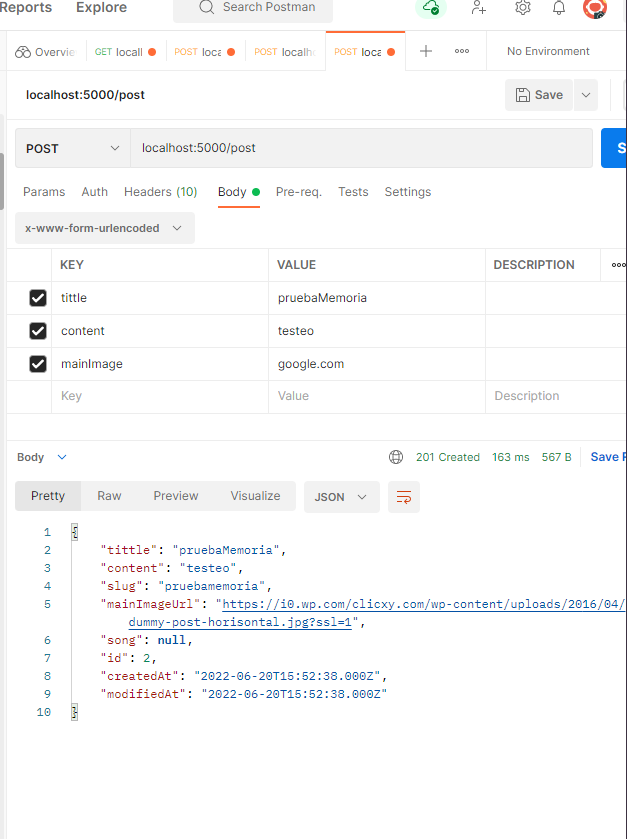 Reports Explore Search Postman
Overvie GET locall POST loca POST localh POST loca No Environment
localhost:5000/post Save
POST localhost:5000/post S
Params Auth Headers (10) Body Pre-req. Tests Settings
x-www-form-urlencoded
KEY VALUE DESCRIPTION
tittle pruebaMemoria
content testeo
mainImage google.com
Key Value Description
Body 201 Created 163 ms 567 B Save R
Pretty Raw Preview Visualize JSON
1 {
2 "tittle": "pruebaMemoria",
3 "content": "testeo",
4 "slug": "pruebamemoria",
5 "mainImageUrl": "https://i0.wp.com/clicxy.com/wp-content/uploads/2016/04/
dummy-post-horisontal.jpg?ssl=1",
6 "song": null,
7 "id": 2,
8 "createdAt": "2022-06-20T15:52:38.000Z",
9 "modifiedAt": "2022-06-20T15:52:38.000Z"
10 }